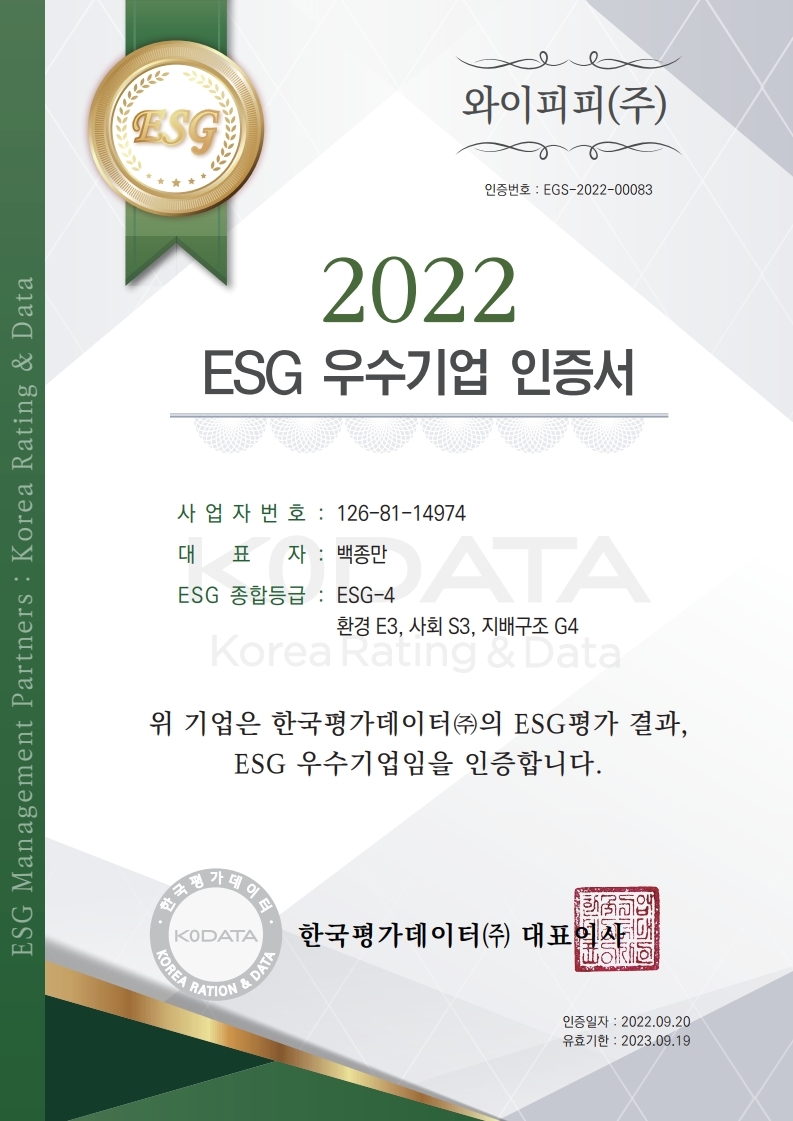 ESG
와이피피(주)
인증번호 : EGS-2022-00083
2022
ESG 우수기업 인증서
사업자번호 : 126-81-14974
대표자 : 백종만
ESG 종합등급 : ESG-4
환경 E3, 사회 S3, 지배구조 G4
KODATA
Korea Rating & Data
위 기업은 한국평가데이터㈜의 ESG평가 결과,
ESG 우수기업임을 인증합니다.
· 한국평가데이터 ·
KODATA
KOREA RATION & DATA
한국평가데이터㈜ 대표이사
인증일자 : 2022.09.20
유효기한 : 2023.09.19
ESG Management Partners : Korea Rating & Data